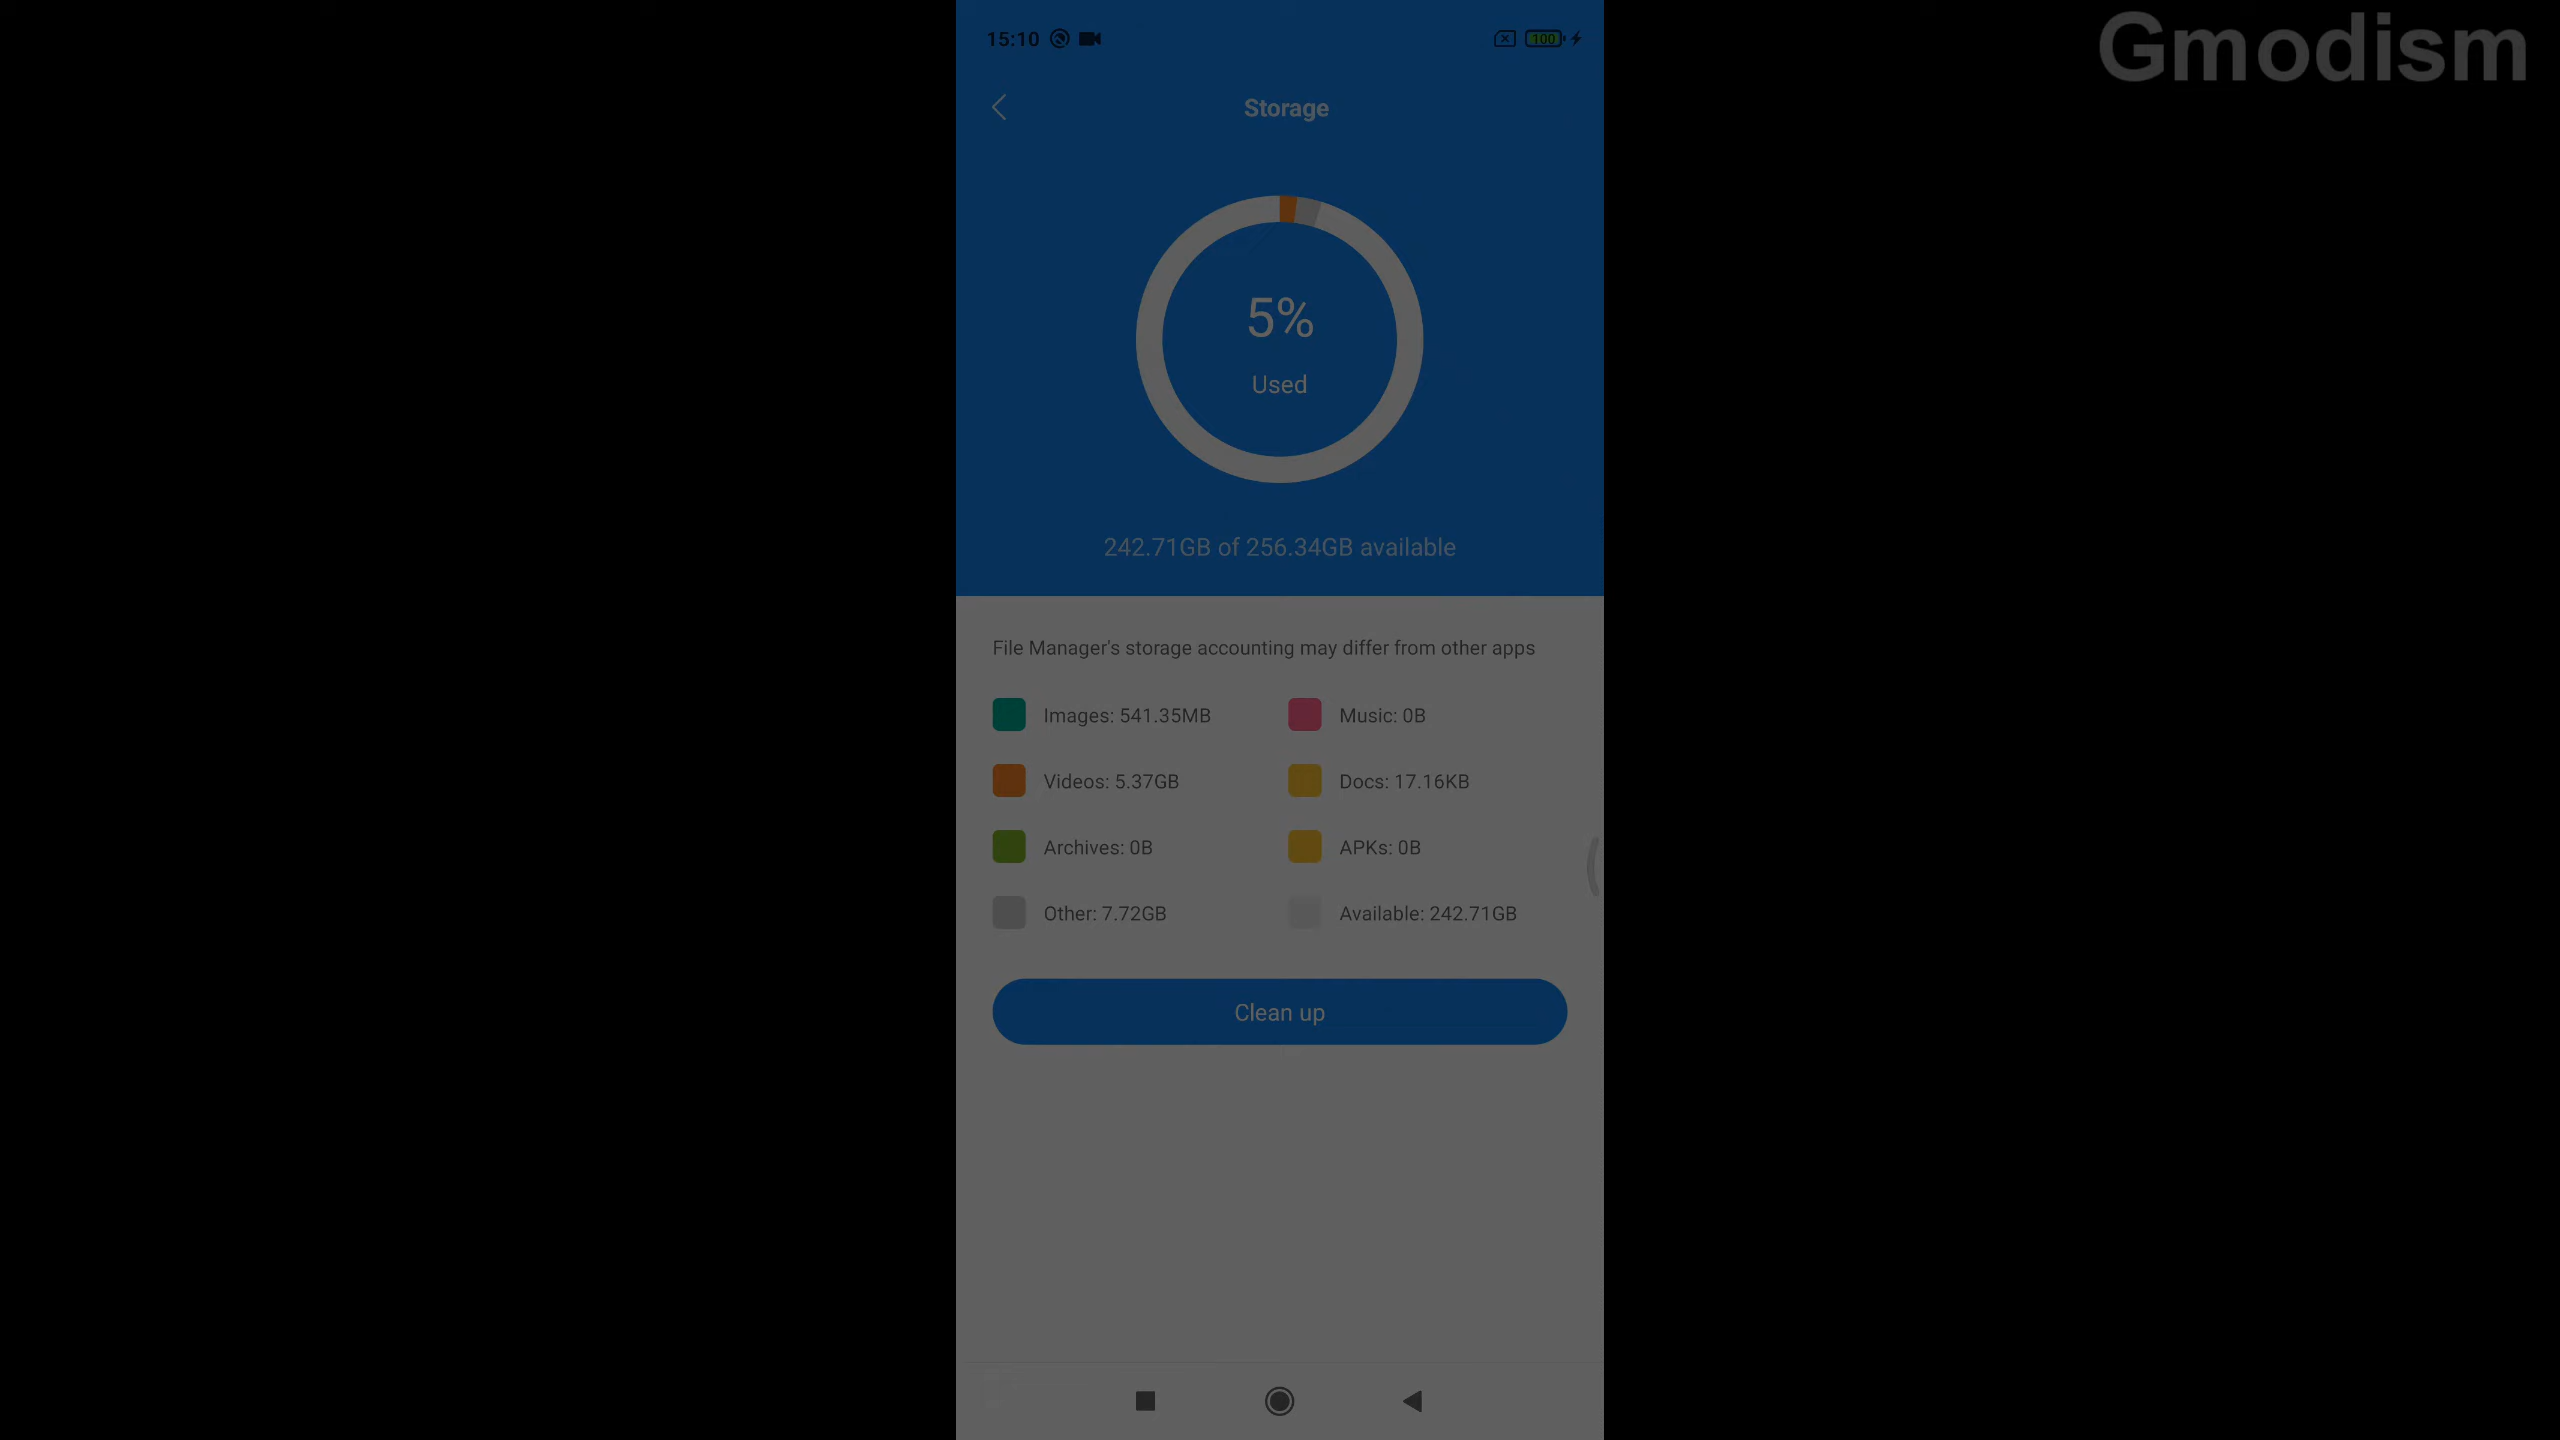 Gmodism
15:10
100
Storage
5%
Used
242.71GB of 256.34GB available
File Manager's storage accounting may differ from other apps
Images: 541.35MB
Music: 0B
Videos: 5.37GB
Docs: 17.16KB
Archives: 0B
APKs: 0B
Other: 7.72GB
Available: 242.71GB
Clean up